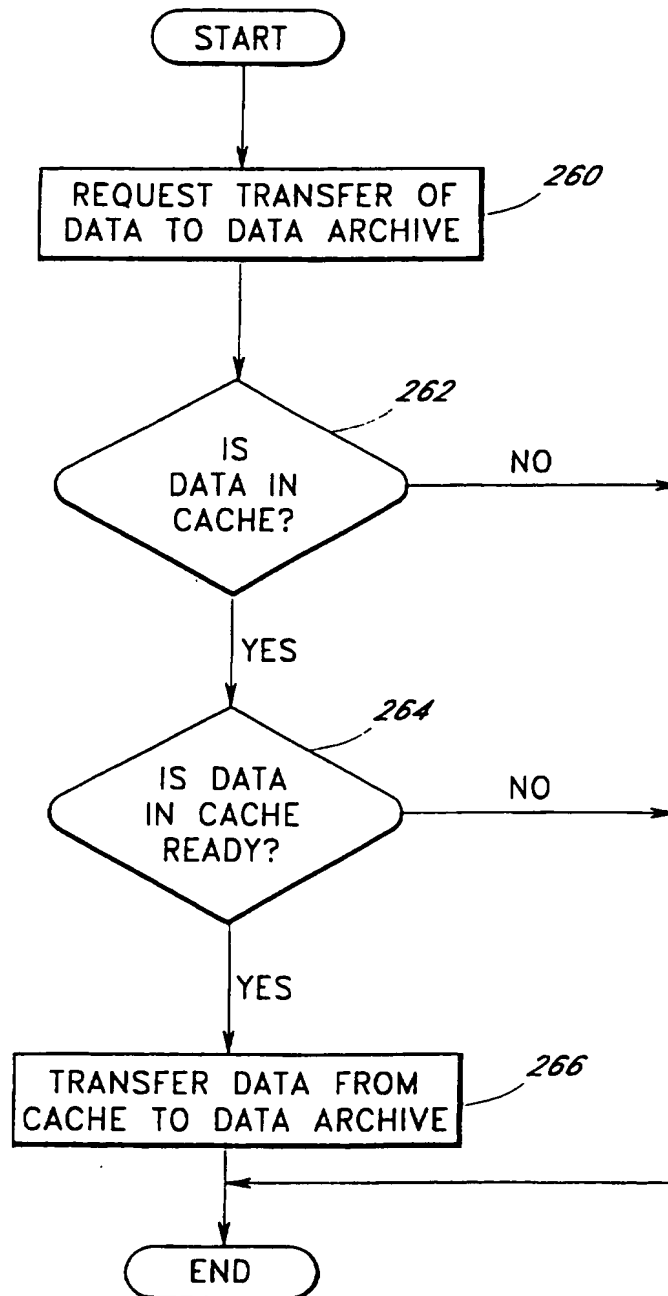 START
REQUEST TRANSFER OF
DATA TO DATA ARCHIVE
260
262
IS
DATA IN
CACHE?
NO
YES
264
IS DATA
IN CACHE
READY?
NO
YES
TRANSFER DATA FROM
CACHE TO DATA ARCHIVE
266
END